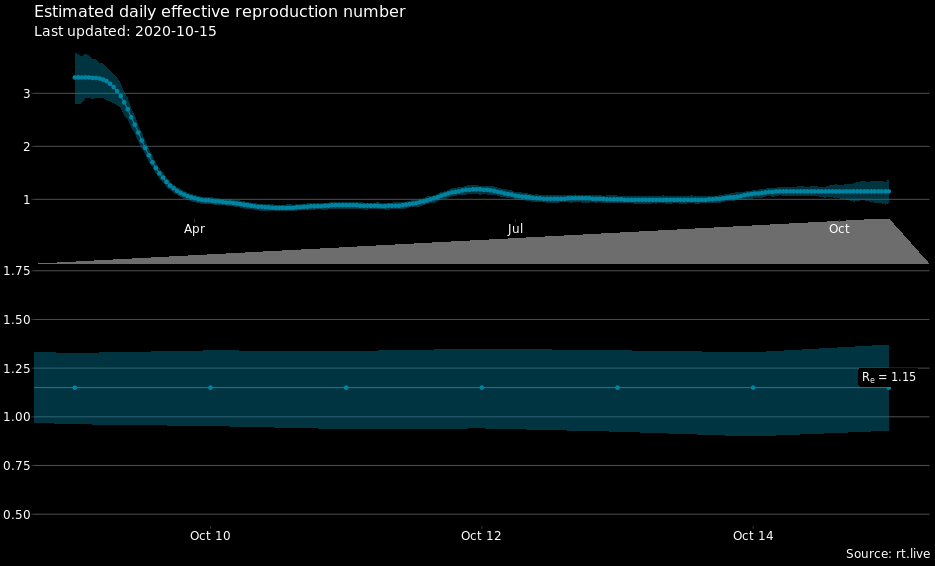 Estimated daily effective reproduction number
Last updated: 2020-10-15
3
2
1
Apr Jul Oct
1.75
1.50
1.25
Rₑ = 1.15
1.00
0.75
0.50
Oct 10 Oct 12 Oct 14
Source: rt.live